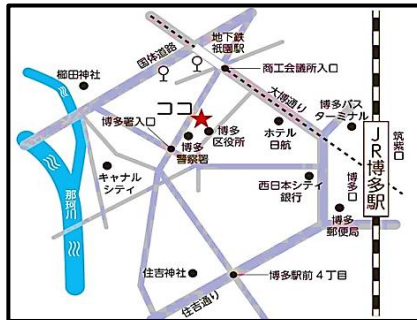 国体道路
地下鉄
祇園駅
商工会議所入口
櫛田神社
大博通り
博多バス
ターミナル
筑紫口
ココ
博多署入口
博多
区役所
ホテル
日航
博多
警察署
JR博多駅
キャナル
シティ
西日本シティ
銀行
博多口
那珂川
博多
郵便局
住吉神社
博多駅前4丁目
住吉通り